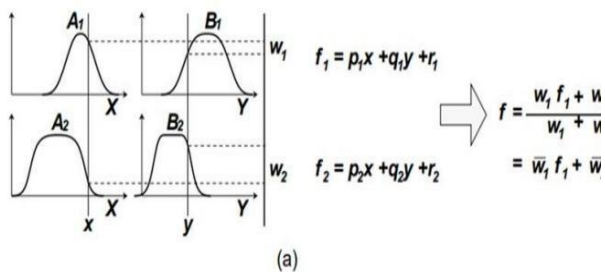 A₁ B₁
w₁ f₁ = p₁x + q₁y + r₁
X Y
w₁ f₁ + w
f =
w₁ + w
A₂ B₂
w₂ f₂ = p₂x + q₂y + r₂
= w̅₁ f₁ + w̅
X Y
x y
(a)